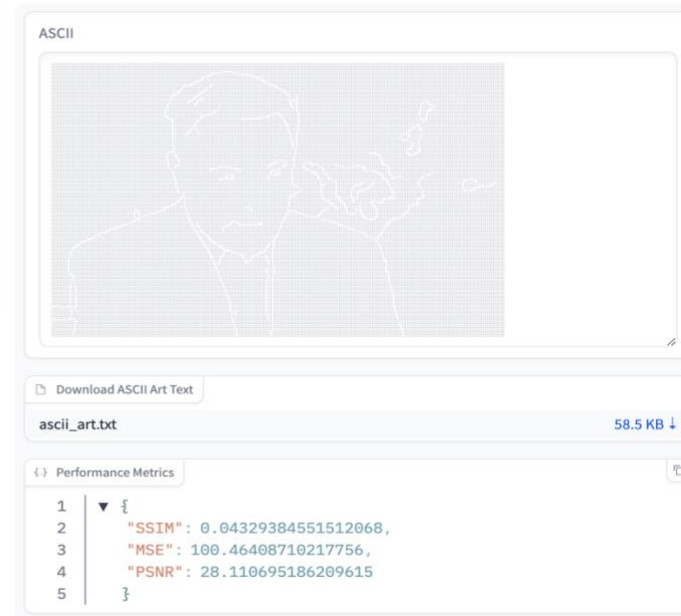 ASCII
Download ASCII Art Text
ascii_art.txt 58.5 KB ↓
Performance Metrics
1 ▼ {
2 "SSIM": 0.04329384551512068,
3 "MSE": 100.46408710217756,
4 "PSNR": 28.110695186209615
5 }